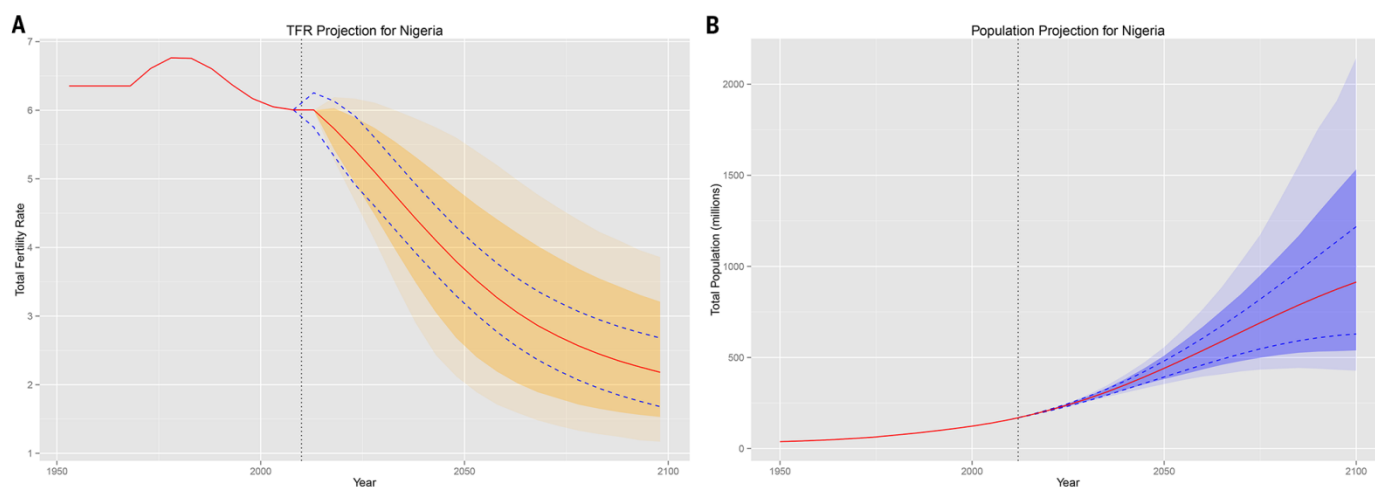 A
TFR Projection for Nigeria
7
6
5
4
3
2
1
Total Fertility Rate
1950
2000
2050
2100
Year
B
Population Projection for Nigeria
2000
1500
1000
500
0
Total Population (millions)
1950
2000
2050
2100
Year